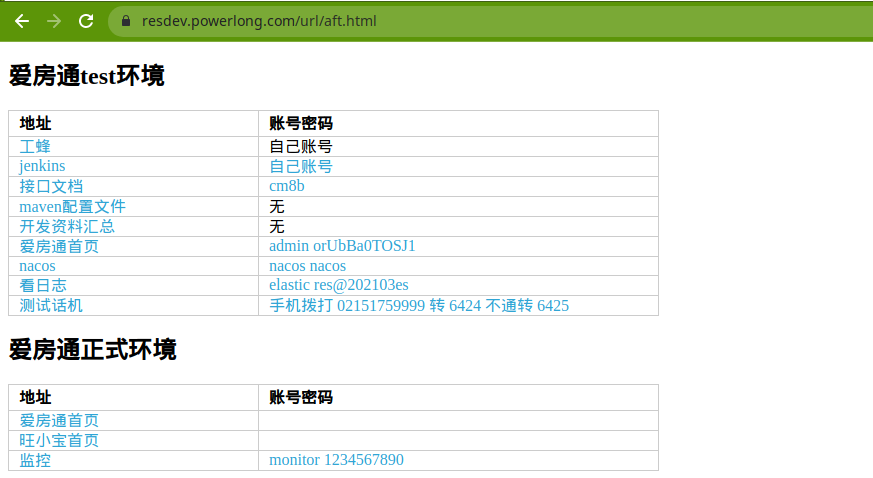 resdev.powerlong.com/url/aft.html
爱房通test环境
地址 账号密码
工蜂 自己账号
jenkins 自己账号
接口文档 cm8b
maven配置文件 无
开发资料汇总 无
爱房通首页 admin orUbBa0TOSJ1
nacos nacos nacos
看日志 elastic res@202103es
测试话机 手机拨打 02151759999 转 6424 不通转 6425
爱房通正式环境
地址 账号密码
爱房通首页
旺小宝首页
监控 monitor 1234567890